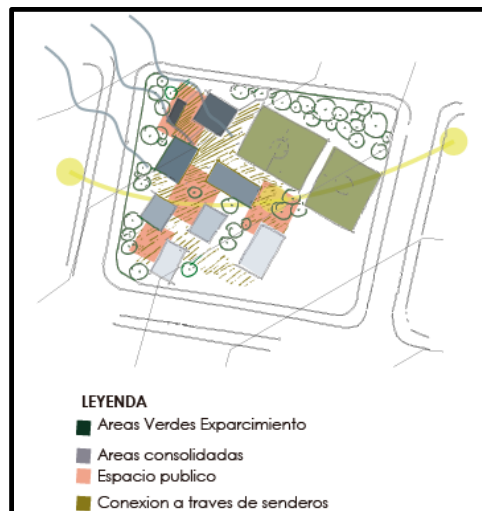 LEYENDA
Areas Verdes Exparcimiento
Areas consolidadas
Espacio publico
Conexion a traves de senderos